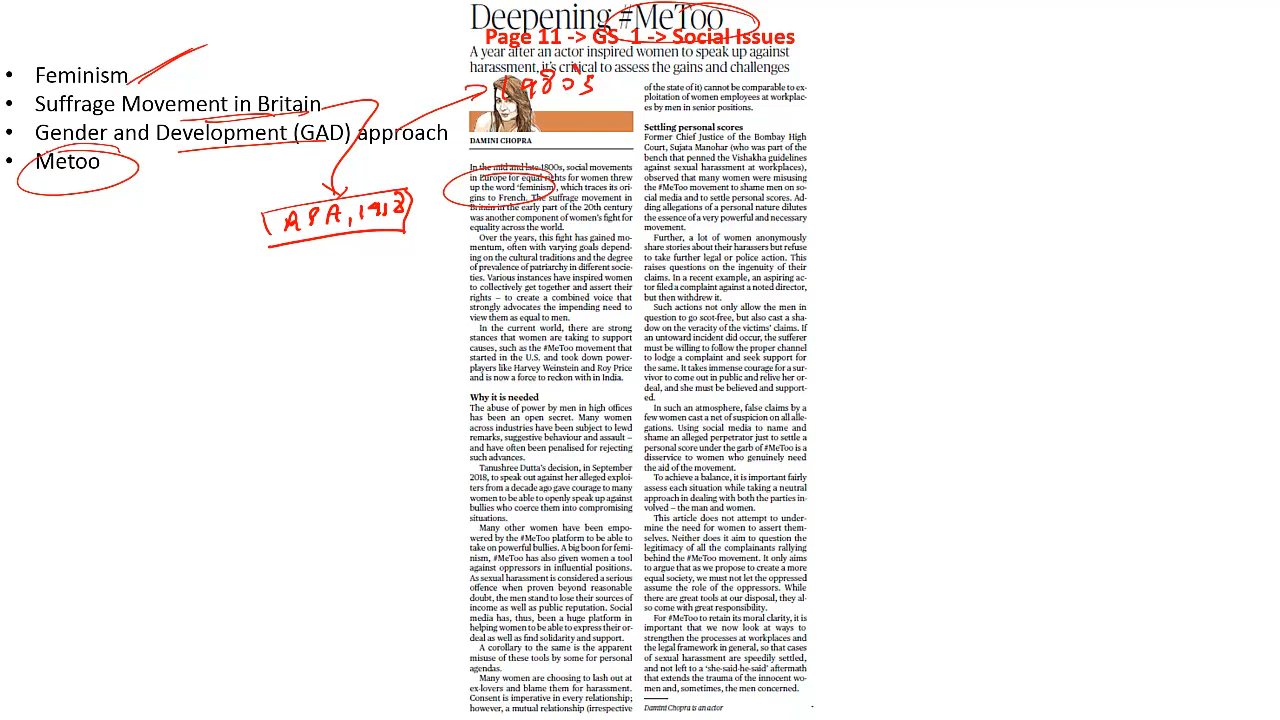 • Feminism
• Suffrage Movement in Britain
• Gender and Development (GAD) approach
• Metoo
RPA, 1918
1980's
Deepening #MeToo
Page 11 -> GS 1 -> Social Issues
A year after an actor inspired women to speak up against
harassment, it's critical to assess the gains and challenges
DAMINI CHOPRA
In the mid and late 1800s, social movements
in Europe for equal rights for women threw
up the word 'feminism', which traces its ori-
gins to French. The suffrage movement in
Britain in the early part of the 20th century
was another component of women's fight for
equality across the world.
Over the years, this fight has gained mo-
mentum, often with varying goals depend-
ing on the cultural traditions and the degree
of prevalence of patriarchy in different socie-
ties. Various instances have inspired women
to collectively get together and assert their
rights – to create a combined voice that
strongly advocates the impending need to
view them as equal to men.
In the current world, there are strong
stances that women are taking to support
causes, such as the #MeToo movement that
started in the U.S. and took down power-
players like Harvey Weinstein and Roy Price
and is now a force to reckon with in India.
Why it is needed
The abuse of power by men in high offices
has been an open secret. Many women
across industries have been subject to lewd
remarks, suggestive behaviour and assault –
and have often been penalised for rejecting
such advances.
Tanushree Dutta's decision, in September
2018, to speak out against her alleged exploi-
ters from a decade ago gave courage to many
women to be able to openly speak up against
bullies who coerce them into compromising
situations.
Many other women have been empo-
wered by the #MeToo platform to be able to
take on powerful bullies. A big boon for femi-
nism, #MeToo has also given women a tool
against oppressors in influential positions.
As sexual harassment is considered a serious
offence when proven beyond reasonable
doubt, the men stand to lose their sources of
income as well as public reputation. Social
media has, thus, been a huge platform in
helping women to be able to express their or-
deal as well as find solidarity and support.
A corollary to the same is the apparent
misuse of these tools by some for personal
agendas.
Many women are choosing to lash out at
ex-lovers and blame them for harassment.
Consent is imperative in every relationship;
however, a mutual relationship (irrespective
of the state of it) cannot be comparable to ex-
ploitation of women employees at workplac-
es by men in senior positions.
Settling personal scores
Former Chief Justice of the Bombay High
Court, Sujata Manohar (who was part of the
bench that penned the Vishakha guidelines
against sexual harassment at workplaces),
observed that many women were misusing
the #MeToo movement to shame men on so-
cial media and to settle personal scores. Ad-
ding allegations of a personal nature dilutes
the essence of a very powerful and necessary
movement.
Further, a lot of women anonymously
share stories about their harassers but refuse
to take further legal or police action. This
raises questions on the ingenuity of their
claims. In a recent example, an aspiring ac-
tor filed a complaint against a noted director,
but then withdrew it.
Such actions not only allow the men in
question to go scot-free, but also cast a sha-
dow on the veracity of the victims' claims. If
an untoward incident did occur, the sufferer
must be willing to follow the proper channel
to lodge a complaint and seek support for
the same. It takes immense courage for a sur-
vivor to come out in public and relive her or-
deal, and she must be believed and support-
ed.
In such an atmosphere, false claims by a
few women cast a net of suspicion on all alle-
gations. Using social media to name and
shame an alleged perpetrator just to settle a
personal score under the garb of #MeToo is a
disservice to women who genuinely need
the aid of the movement.
To achieve a balance, it is important fairly
assess each situation while taking a neutral
approach in dealing with both the parties in-
volved – the man and women.
This article does not attempt to under-
mine the need for women to assert them-
selves. Neither does it aim to question the
legitimacy of all the complainants rallying
behind the #MeToo movement. It only aims
to argue that as we propose to create a more
equal society, we must not let the oppressed
assume the role of the oppressors. While
there are great tools at our disposal, they al-
so come with great responsibility.
For #MeToo to retain its moral clarity, it is
important that we now look at ways to
strengthen the processes at workplaces and
the legal framework in general, so that cases
of sexual harassment are speedily settled,
and not left to a 'she-said-he-said' aftermath
that extends the trauma of the innocent wo-
men and, sometimes, the men concerned.
Damini Chopra is an actor